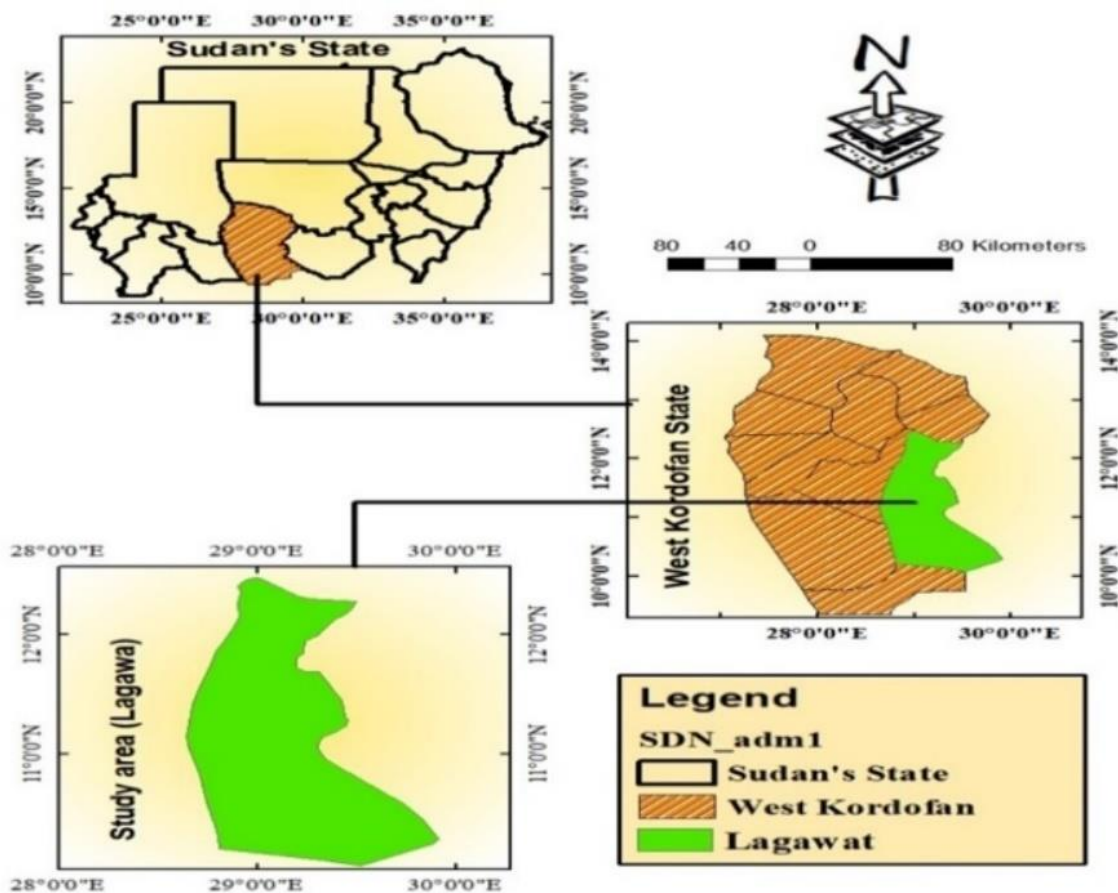 25°0'0"E 30°0'0"E 35°0'0"E
Sudan's State
20°0'0"N
15°0'0"N
10°0'0"N
20°0'0"N
15°0'0"N
10°0'0"N
25°0'0"E 30°0'0"E 35°0'0"E
N
80 40 0 80 Kilometers
28°0'0"E 30°0'0"E
West Kordofan State
14°0'0"N
12°0'0"N
10°0'0"N
14°0'0"N
12°0'0"N
10°0'0"N
28°0'0"E 30°0'0"E
28°0'0"E 29°0'0"E 30°0'0"E
Study area (Lagawa)
12°0'0"N
11°0'0"N
12°0'0"N
11°0'0"N
28°0'0"E 29°0'0"E 30°0'0"E
Legend
SDN_adm1
Sudan's State
West Kordofan
Lagawat